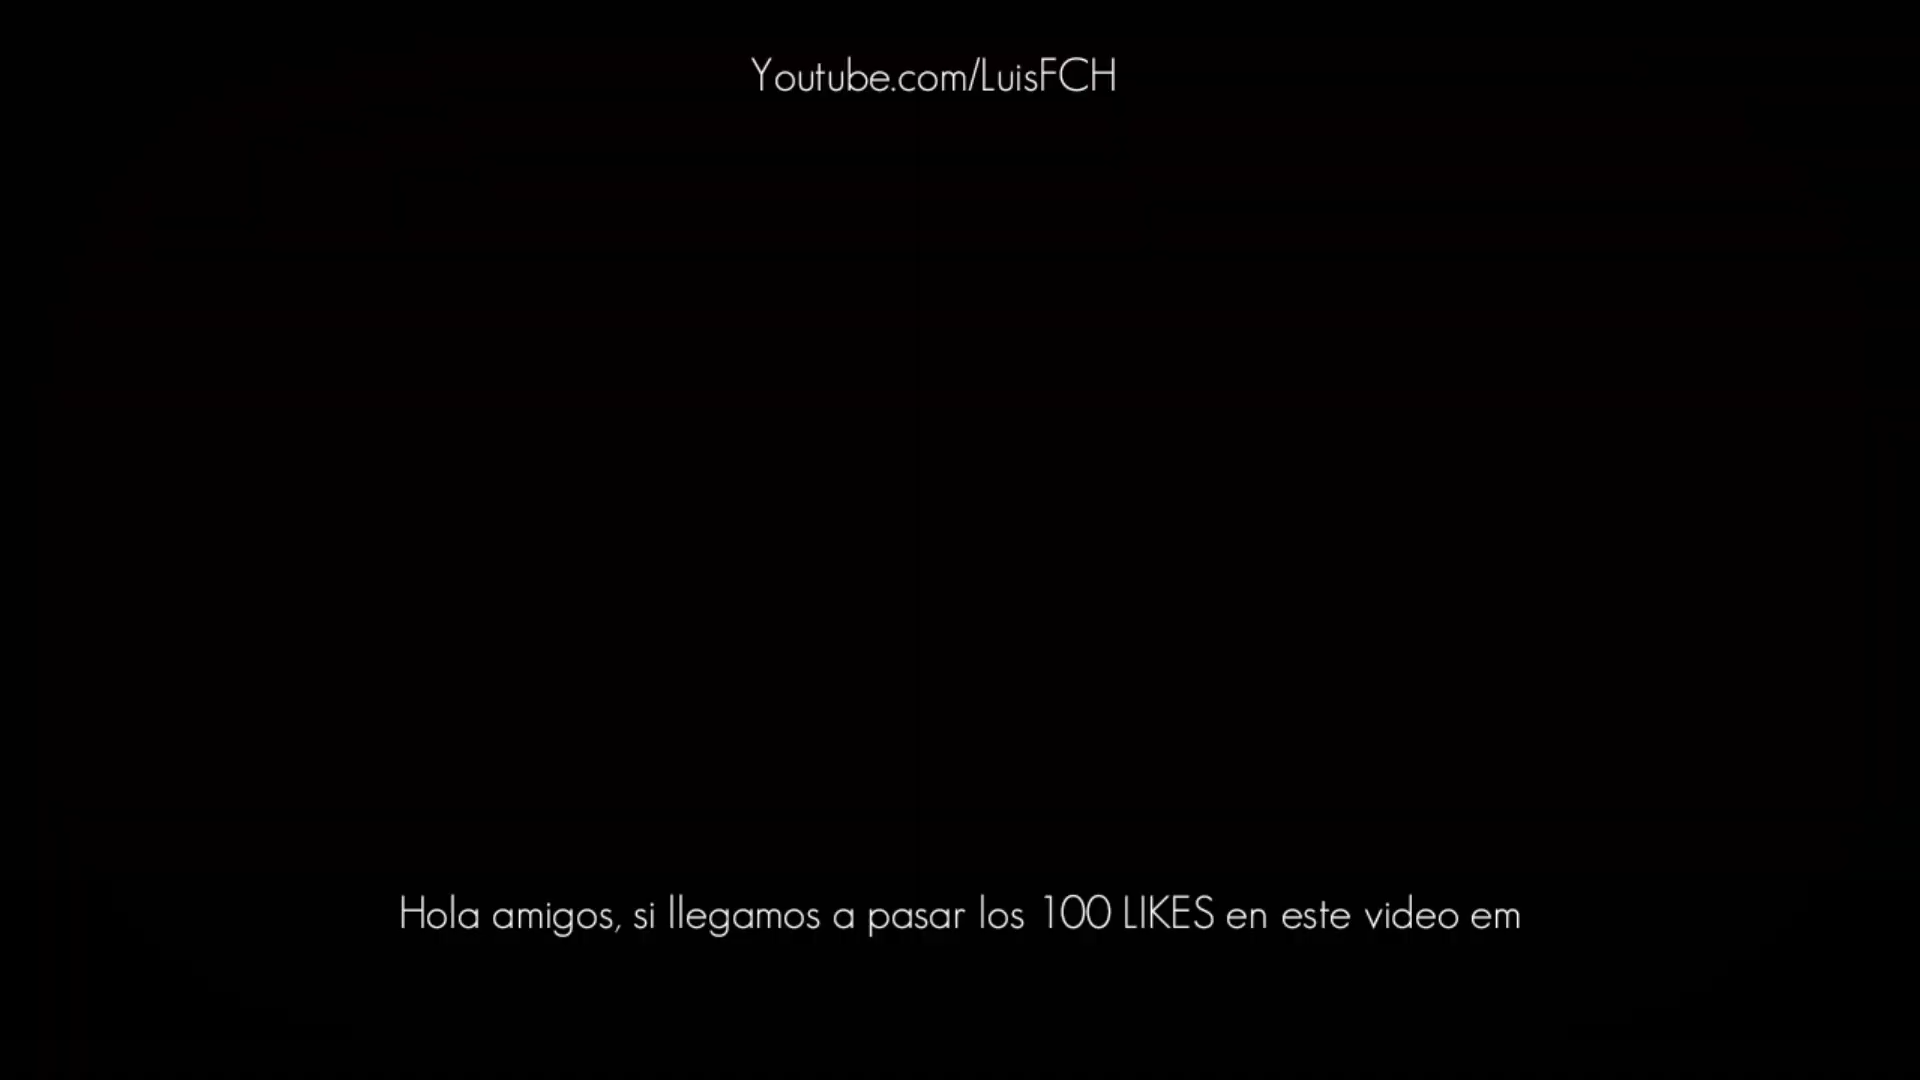 Youtube.com/LuisFCH
Hola amigos, si llegamos a pasar los 100 LIKES en este video em